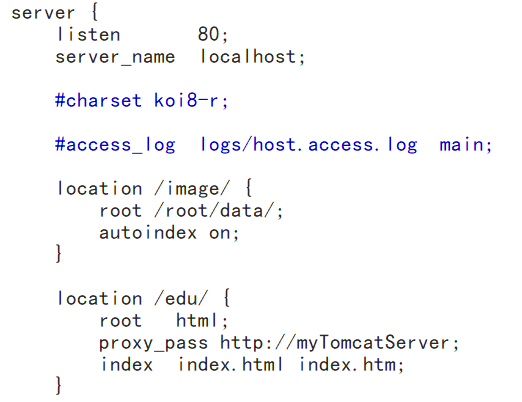 server {
    listen       80;
    server_name  localhost;

    #charset koi8-r;

    #access_log  logs/host.access.log  main;

    location /image/ {
        root /root/data/;
        autoindex on;
    }

    location /edu/ {
        root   html;
        proxy_pass http://myTomcatServer;
        index  index.html index.htm;
    }